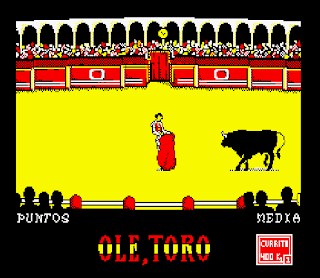 PUNTOS MEDIA
OLE, TORO
CURRITO
400 K.